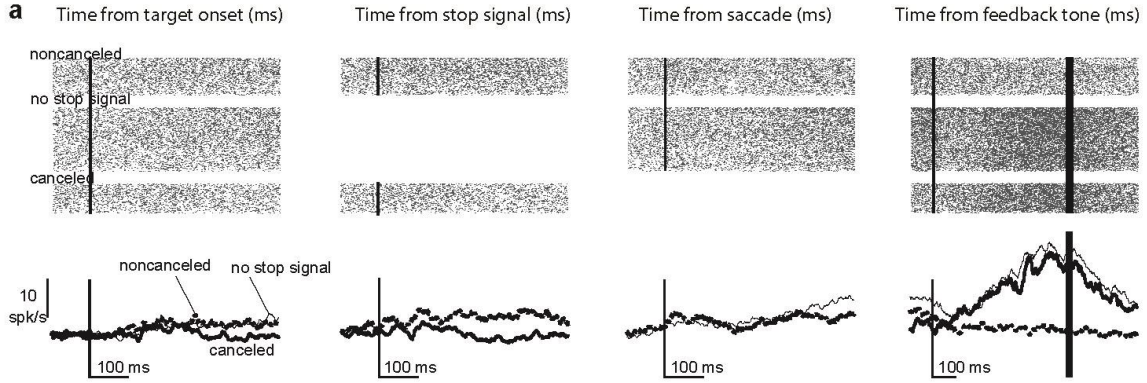 a
Time from target onset (ms)
Time from stop signal (ms)
Time from saccade (ms)
Time from feedback tone (ms)
noncanceled
no stop signal
canceled
noncanceled
no stop signal
10
spk/s
canceled
100 ms
100 ms
100 ms
100 ms